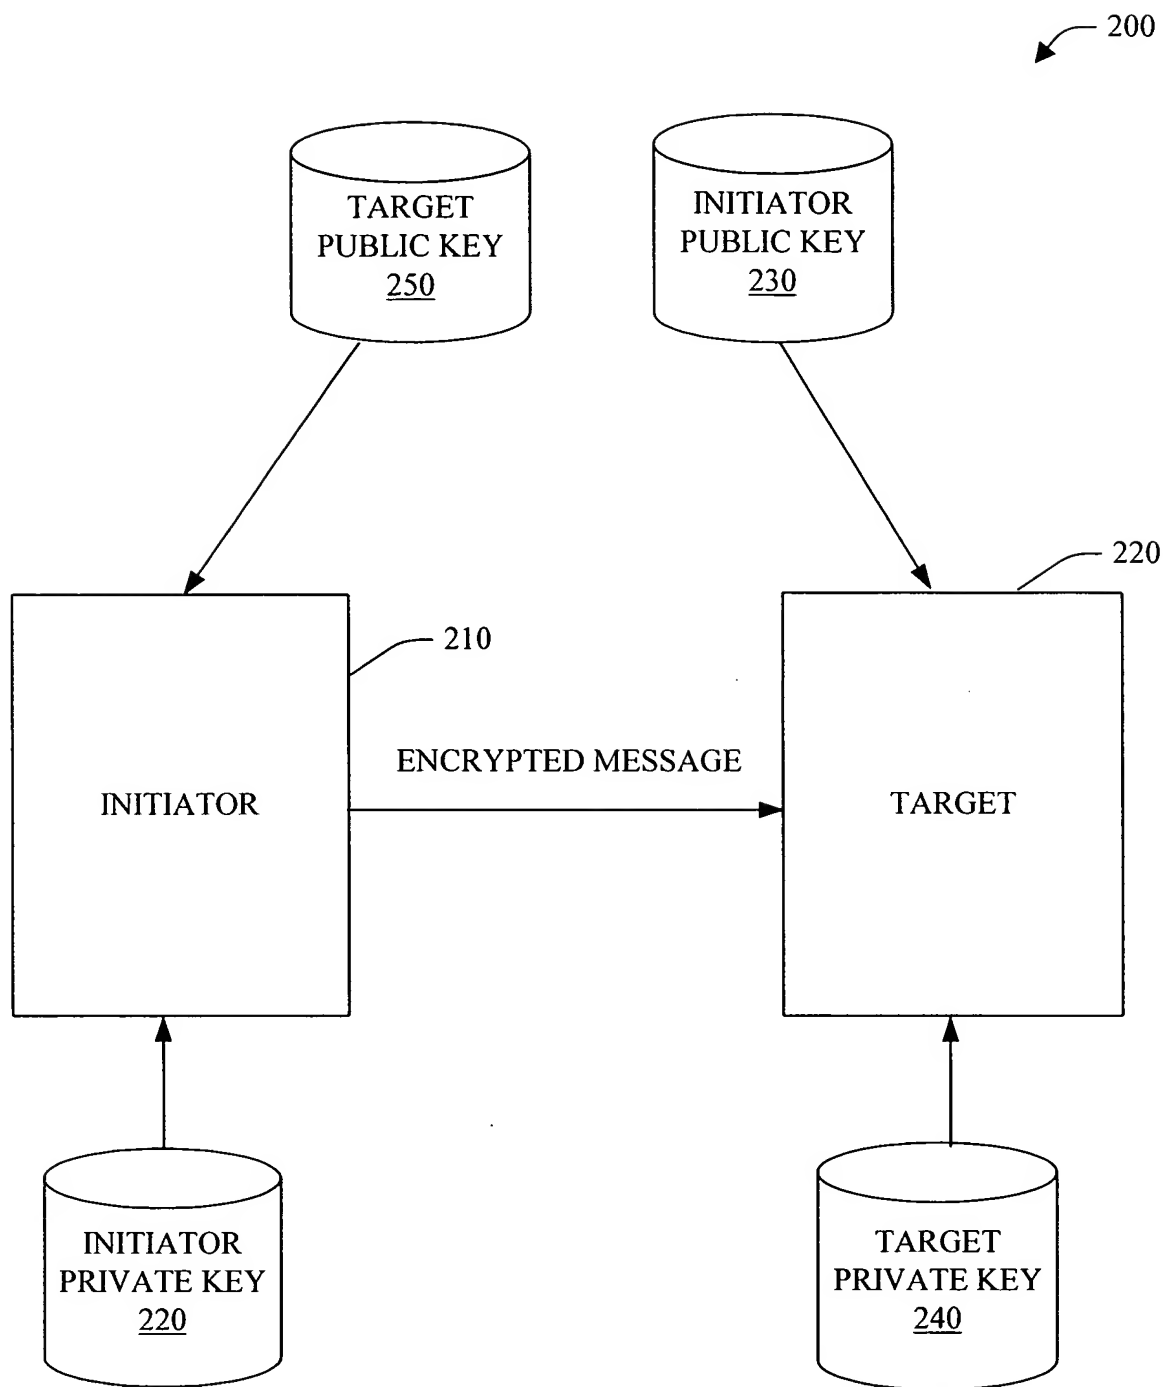 200
TARGET
PUBLIC KEY
250
INITIATOR
PUBLIC KEY
230
220
210
ENCRYPTED MESSAGE
INITIATOR
TARGET
INITIATOR
PRIVATE KEY
220
TARGET
PRIVATE KEY
240